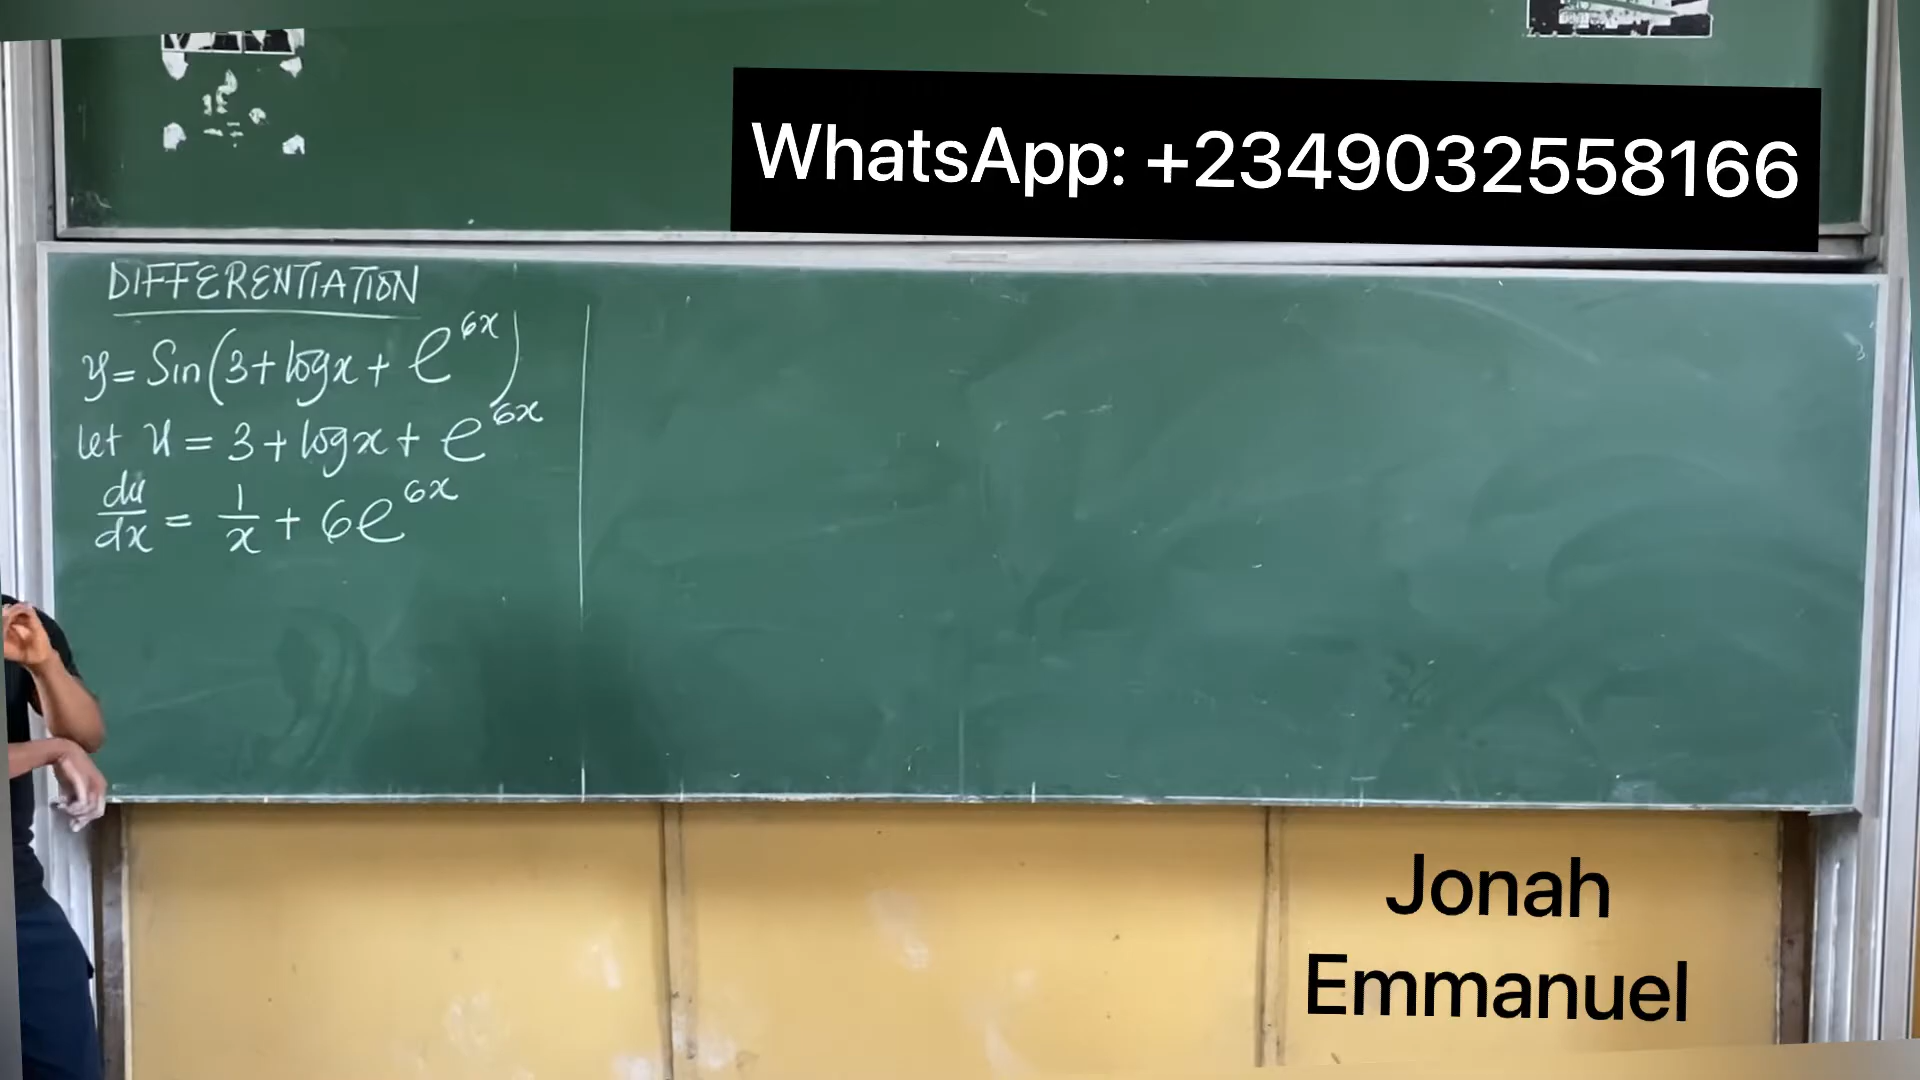 WhatsApp: +2349032558166
DIFFERENTIATION
y = Sin(3 + logx + e^{6x})
let u = 3 + logx + e^{6x}
du/dx = 1/x + 6e^{6x}
Jonah
Emmanuel